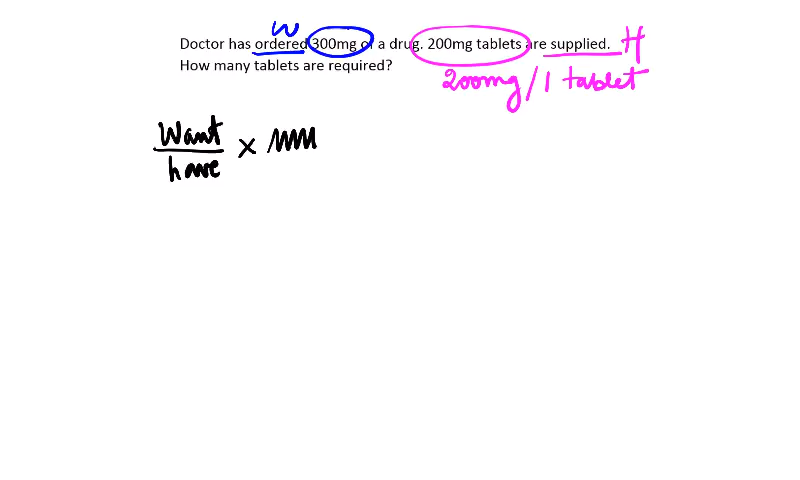 W
Doctor has ordered 300mg of a drug. 200mg tablets are supplied. H
How many tablets are required?
200mg/1 tablet
Want
have
×